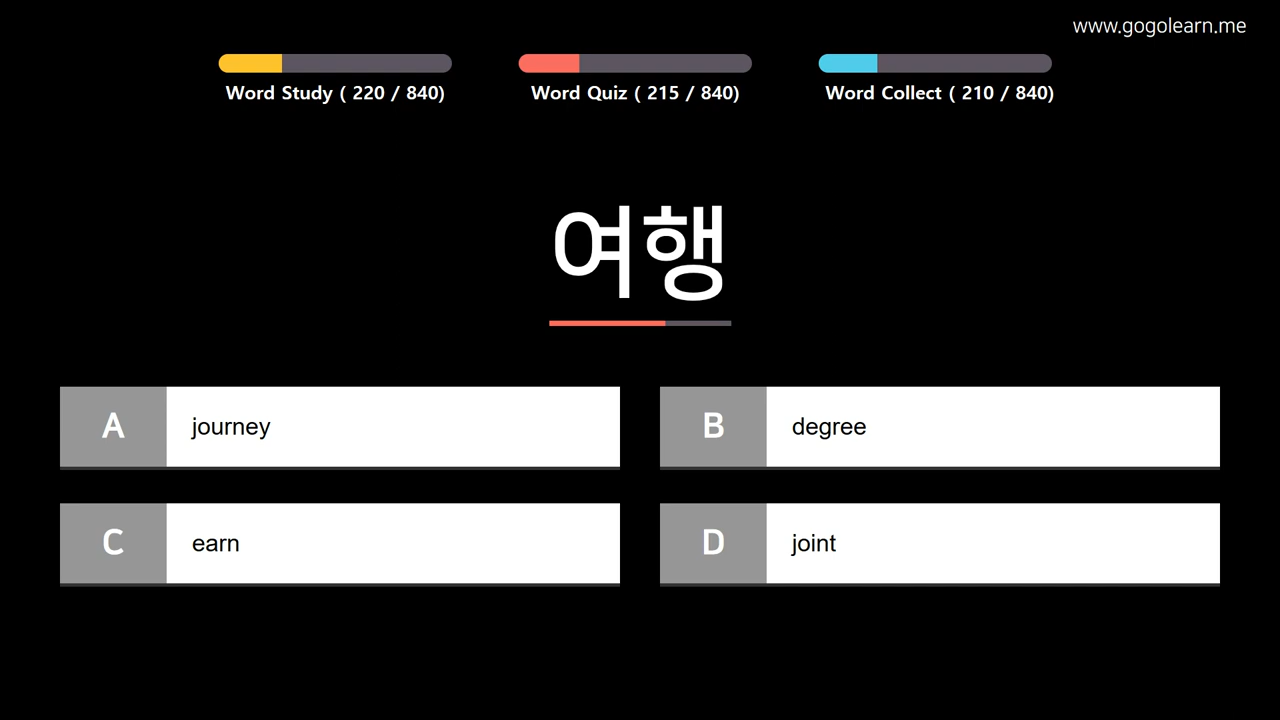 www.gogolearn.me
Word Study ( 220 / 840)
Word Quiz ( 215 / 840)
Word Collect ( 210 / 840)
여행
A journey
B degree
C earn
D joint